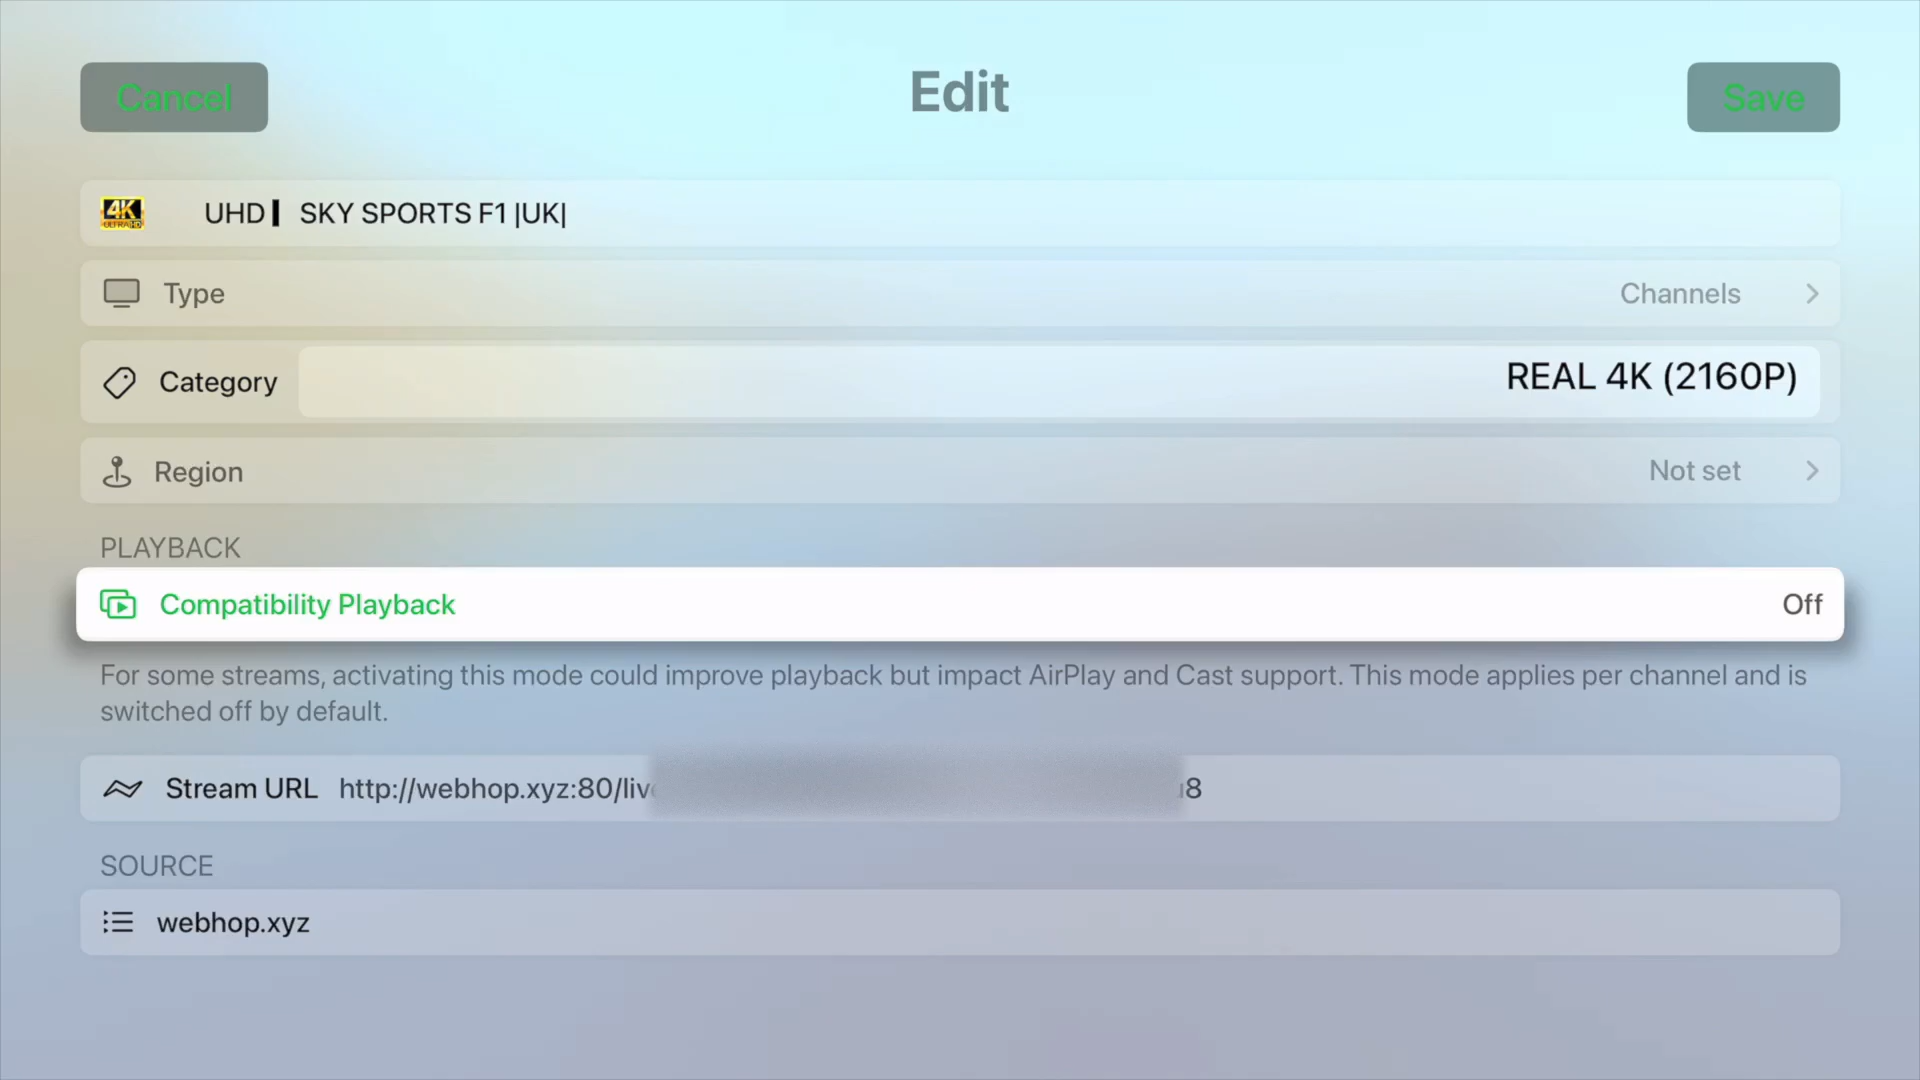 Cancel
Edit
Save
4K
ULTRA HD
UHD▎ SKY SPORTS F1 |UK|
Type
Channels
Category
REAL 4K (2160P)
Region
Not set
PLAYBACK
Compatibility Playback
Off
For some streams, activating this mode could improve playback but impact AirPlay and Cast support. This mode applies per channel and is
switched off by default.
Stream URL http://webhop.xyz:80/live 8
SOURCE
webhop.xyz